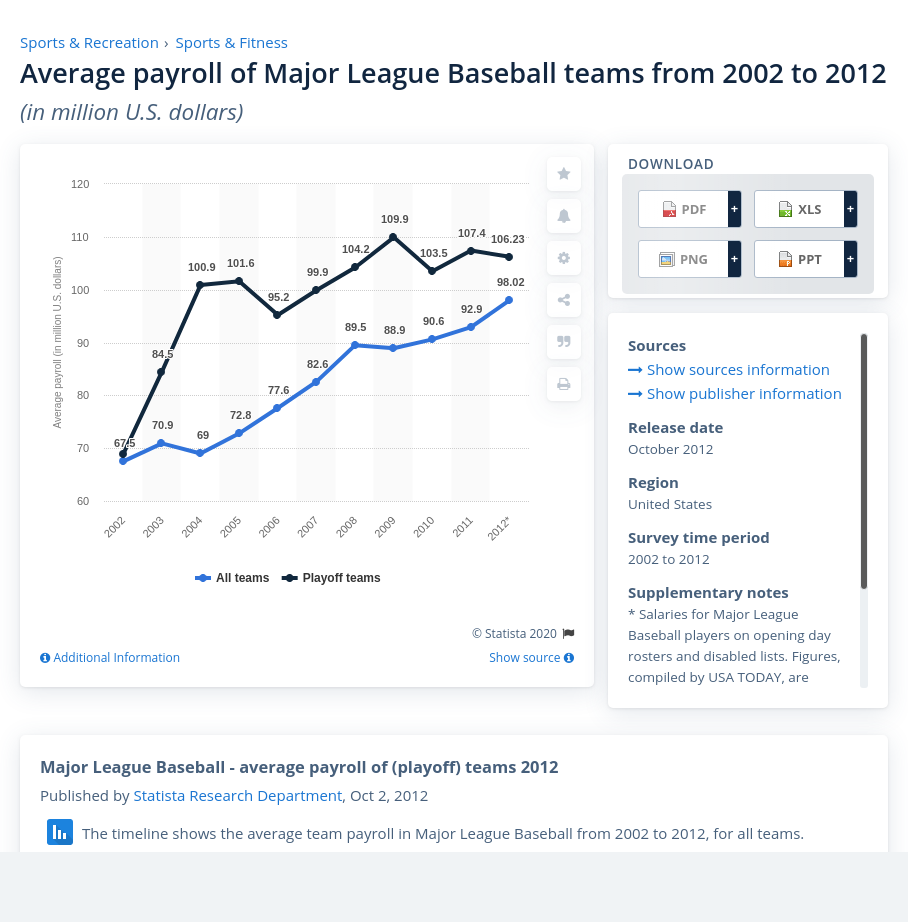 Sports & Recreation › Sports & Fitness
Average payroll of Major League Baseball teams from 2002 to 2012
(in million U.S. dollars)
Average payroll (in million U.S. dollars)
120
110
100
90
80
70
60
67.5
84.5
100.9
101.6
95.2
99.9
104.2
109.9
103.5
107.4
106.23
70.9
69
72.8
77.6
82.6
89.5
88.9
90.6
92.9
98.02
2002
2003
2004
2005
2006
2007
2008
2009
2010
2011
2012*
All teams
Playoff teams
© Statista 2020
Additional Information
Show source
DOWNLOAD
PDF +
XLS +
PNG +
PPT +
Sources
Show sources information
Show publisher information
Release date
October 2012
Region
United States
Survey time period
2002 to 2012
Supplementary notes
* Salaries for Major League
Baseball players on opening day
rosters and disabled lists. Figures,
compiled by USA TODAY, are
Major League Baseball - average payroll of (playoff) teams 2012
Published by Statista Research Department, Oct 2, 2012
The timeline shows the average team payroll in Major League Baseball from 2002 to 2012, for all teams.